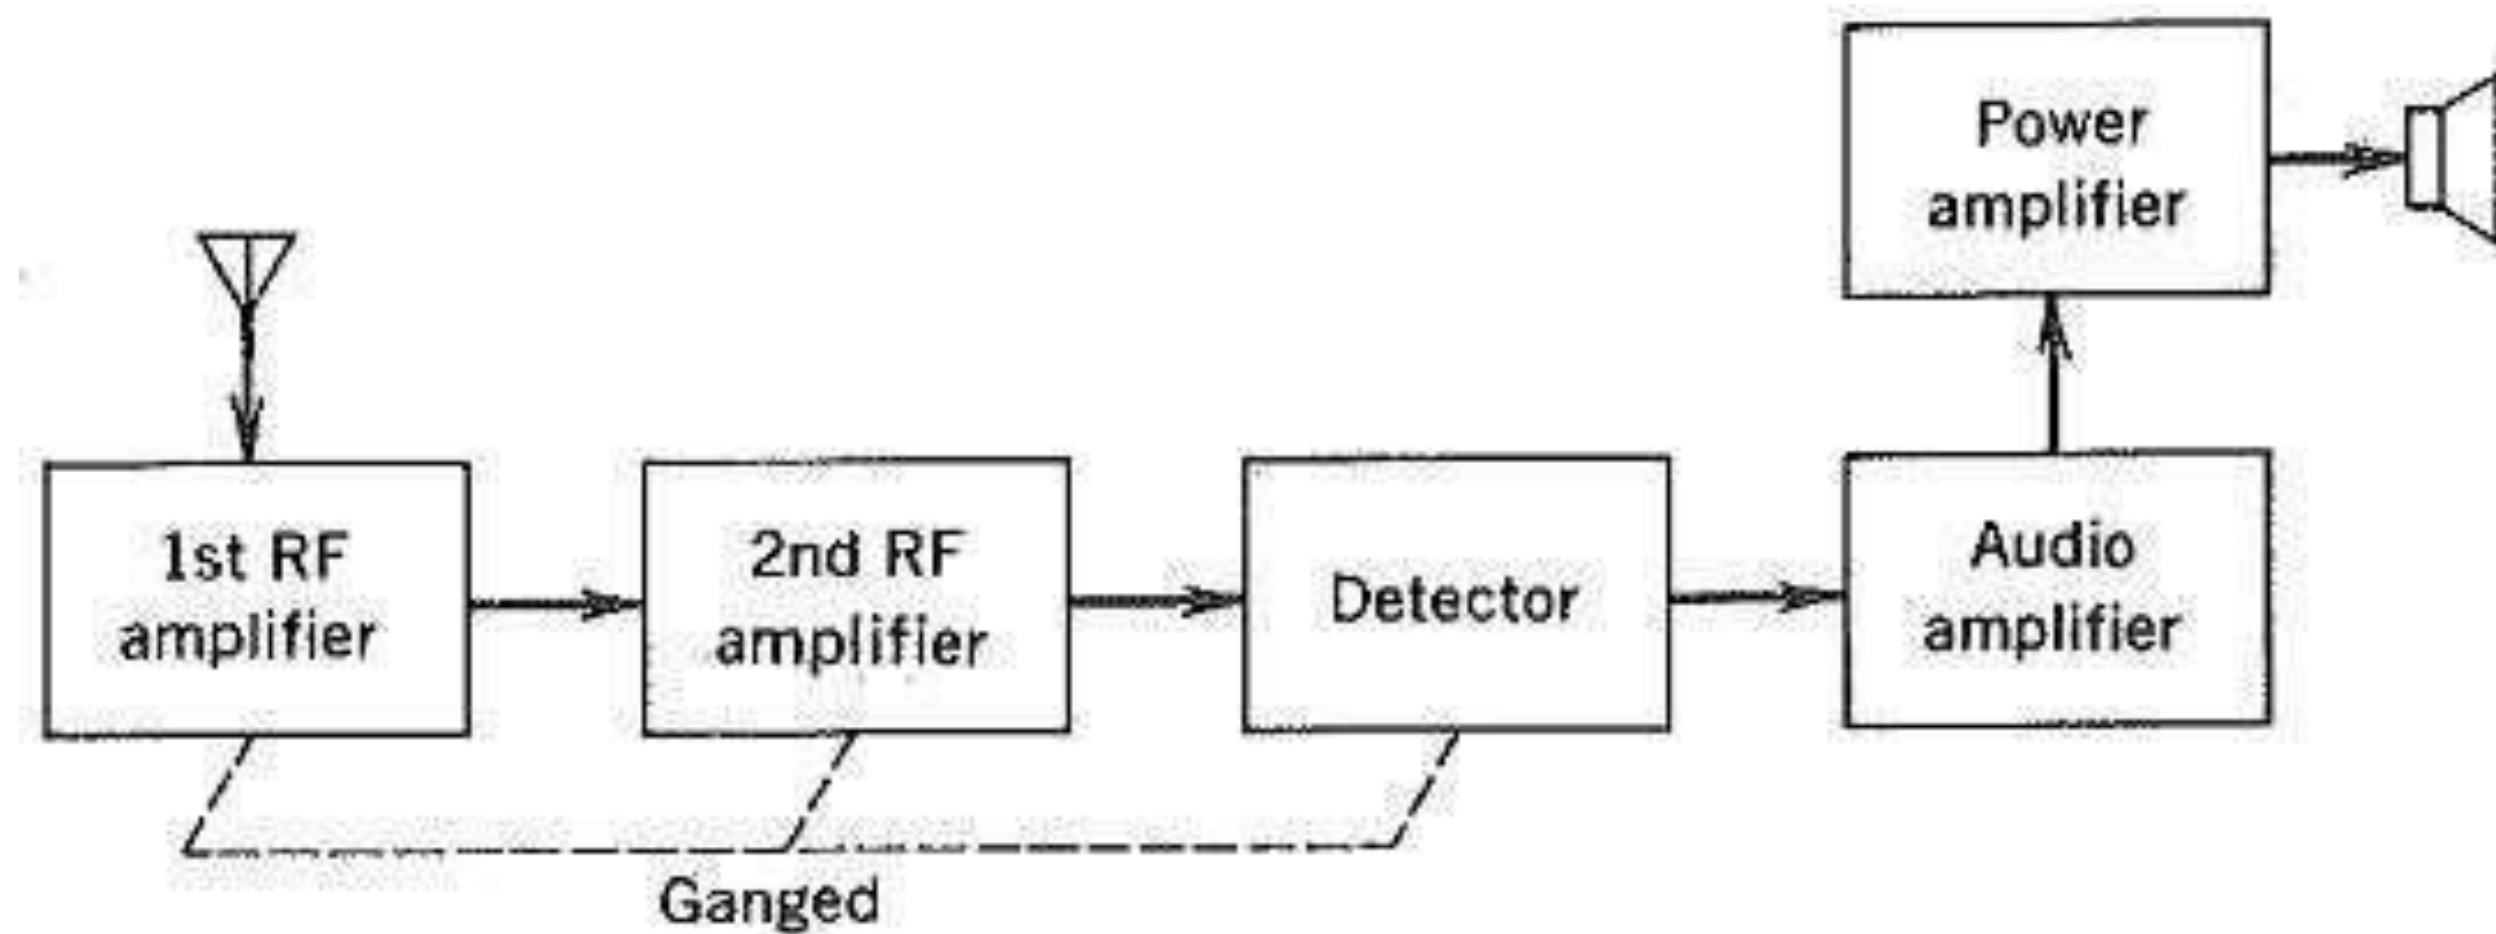 1st RF
amplifier
2nd RF
amplifier
Detector
Audio
amplifier
Power
amplifier
Ganged